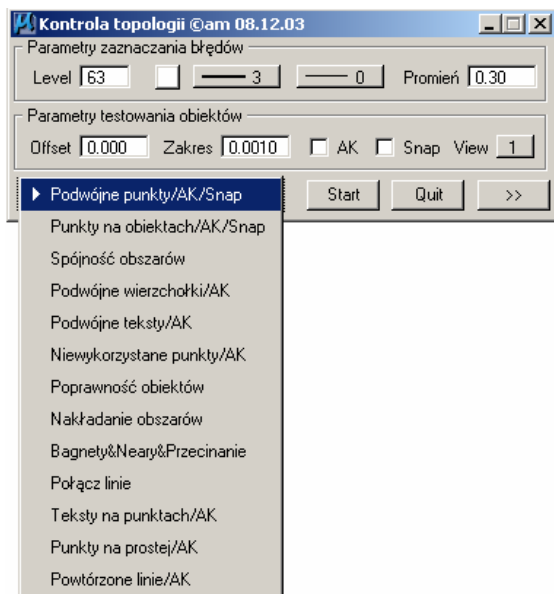 Kontrola topologii ©am 08.12.03
Parametry zaznaczania błędów
Level 63 3 0 Promień 0.30
Parametry testowania obiektów
Offset 0.000 Zakres 0.0010 AK Snap View 1
Podwójne punkty/AK/Snap Start Quit >>
Punkty na obiektach/AK/Snap
Spójność obszarów
Podwójne wierzchołki/AK
Podwójne teksty/AK
Niewykorzystane punkty/AK
Poprawność obiektów
Nakładanie obszarów
Bagnety&Neary&Przecinanie
Połącz linie
Teksty na punktach/AK
Punkty na prostej/AK
Powtórzone linie/AK